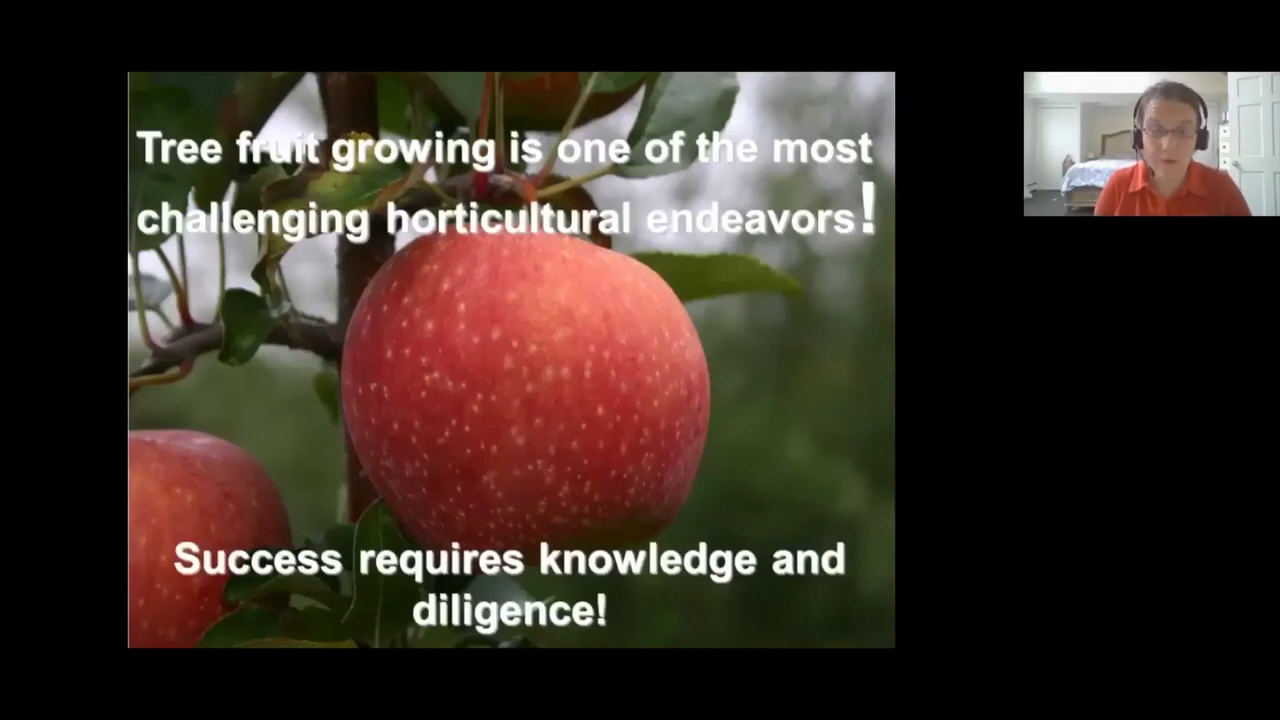 Tree fruit growing is one of the most
challenging horticultural endeavors!
Success requires knowledge and
diligence!